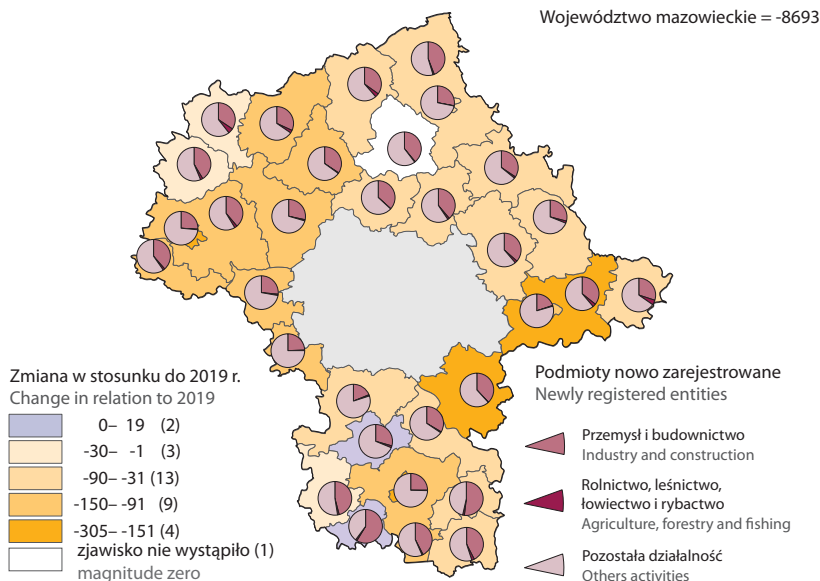 Województwo mazowieckie = -8693
Zmiana w stosunku do 2019 r.
Change in relation to 2019
0– 19 (2)
-30– -1 (3)
-90– -31 (13)
-150– -91 (9)
-305– -151 (4)
zjawisko nie wystąpiło (1)
magnitude zero
Podmioty nowo zarejestrowane
Newly registered entities
Przemysł i budownictwo
Industry and construction
Rolnictwo, leśnictwo,
łowiectwo i rybactwo
Agriculture, forestry and fishing
Pozostała działalność
Others activities